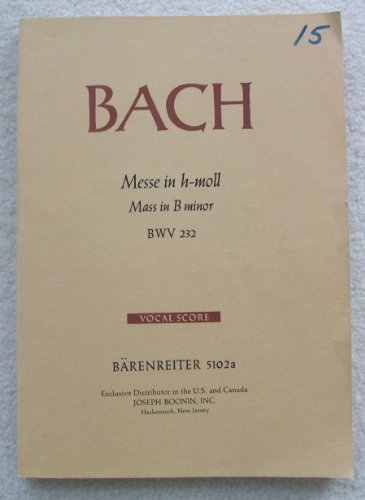 15
BACH
Messe in h-moll
Mass in B minor
BWV 232
VOCAL SCORE
BÄRENREITER 5102a
Exclusive Distributor in the U.S. and Canada
JOSEPH BOONIN, INC.
Hackensack, New Jersey